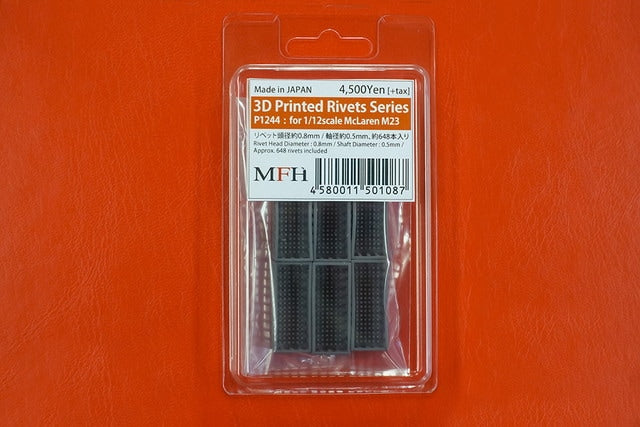 Made in JAPAN 4,500Yen [+tax]
3D Printed Rivets Series
P1244 : for 1/12scale McLaren M23
リベット頭径約0.8mm / 軸径約0.5mm、約648本入り
Rivet Head Diameter : 0.8mm / Shaft Diameter : 0.5mm /
Approx. 648 rivets included
MFH
4 580011 501087